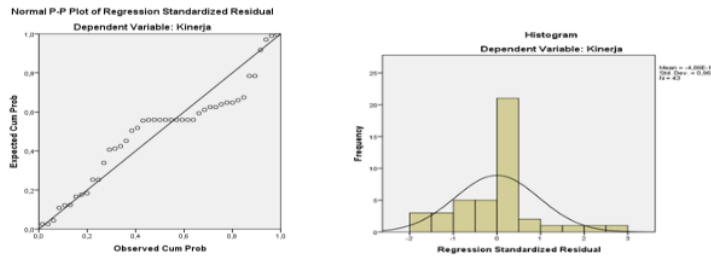 Normal P-P Plot of Regression Standardized Residual
Dependent Variable: Kinerja
1,0
0,8
0,6
0,4
0,2
0,0
0,0 0,2 0,4 0,6 0,8 1,0
Expected Cum Prob
Observed Cum Prob
Histogram
Dependent Variable: Kinerja
Mean = -4,86E-1
Std. Dev. = 0,96
N = 43
25
20
15
10
5
0
-2 -1 0 1 2 3
Frequency
Regression Standardized Residual